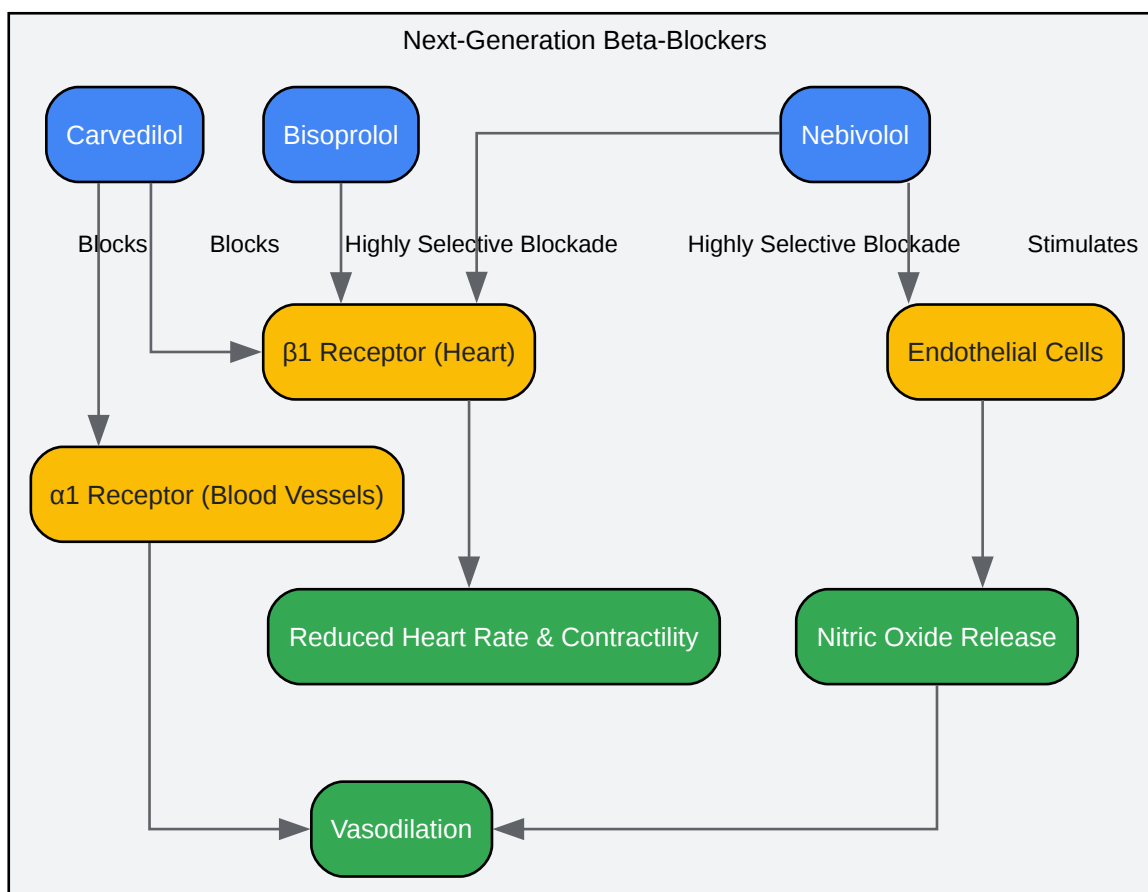 Next-Generation Beta-Blockers
Carvedilol
Bisoprolol
Nebivolol
Blocks
Blocks
Highly Selective Blockade
Highly Selective Blockade
Stimulates
β1 Receptor (Heart)
Endothelial Cells
α1 Receptor (Blood Vessels)
Reduced Heart Rate & Contractility
Nitric Oxide Release
Vasodilation